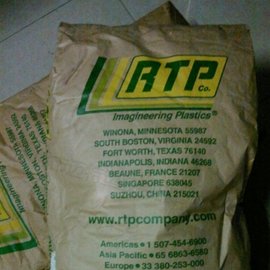 RTP
Co.
Imagineering Plastics®
WINONA, MINNESOTA 55987
SOUTH BOSTON, VIRGINIA 24592
FORT WORTH, TEXAS 76140
INDIANAPOLIS, INDIANA 46268
BEAUNE, FRANCE 21207
SINGAPORE 638045
SUZHOU, CHINA 215021
www.rtpcompany.com
Americas • 1 507-454-6900
Asia Pacific • 65 6863-6580
Europe • 33 380-253-000